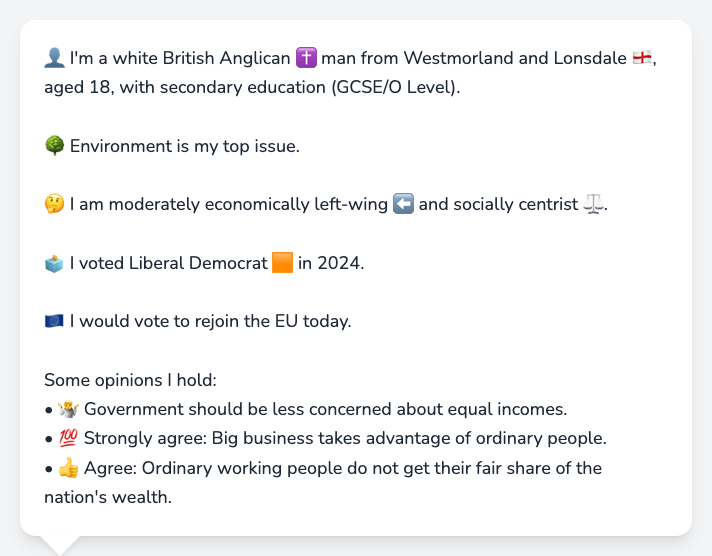 👤 I'm a white British Anglican ✝️ man from Westmorland and Lonsdale 🏴󠁧󠁢󠁥󠁮󠁧󠁿,
aged 18, with secondary education (GCSE/O Level).
🌳 Environment is my top issue.
🤔 I am moderately economically left-wing ⬅️ and socially centrist ⚖️.
🗳️ I voted Liberal Democrat 🟧 in 2024.
🇪🇺 I would vote to rejoin the EU today.
Some opinions I hold:
• 🤷 Government should be less concerned about equal incomes.
• 💯 Strongly agree: Big business takes advantage of ordinary people.
• 👍 Agree: Ordinary working people do not get their fair share of the
nation's wealth.